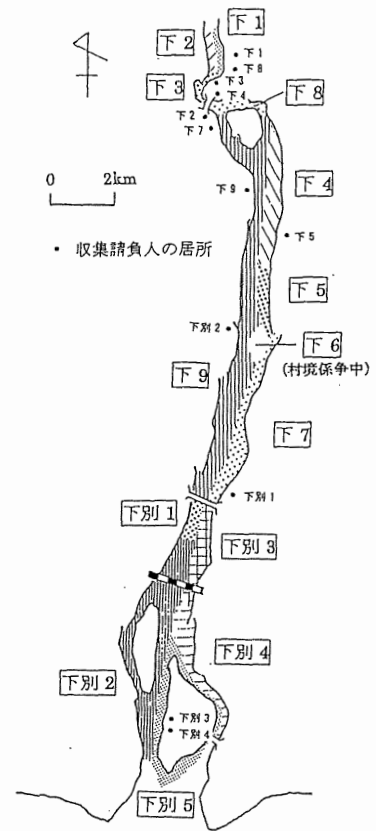 下1
下2
下1
下8
下3
下3
下4
下8
下2
下7
0 2km
下9
下4
下5
収集請負人の居所
下5
下別2
下6
(村境係争中)
下9
下7
下別1
下別1
下別3
下別4
下別2
下別3
下別4
下別5